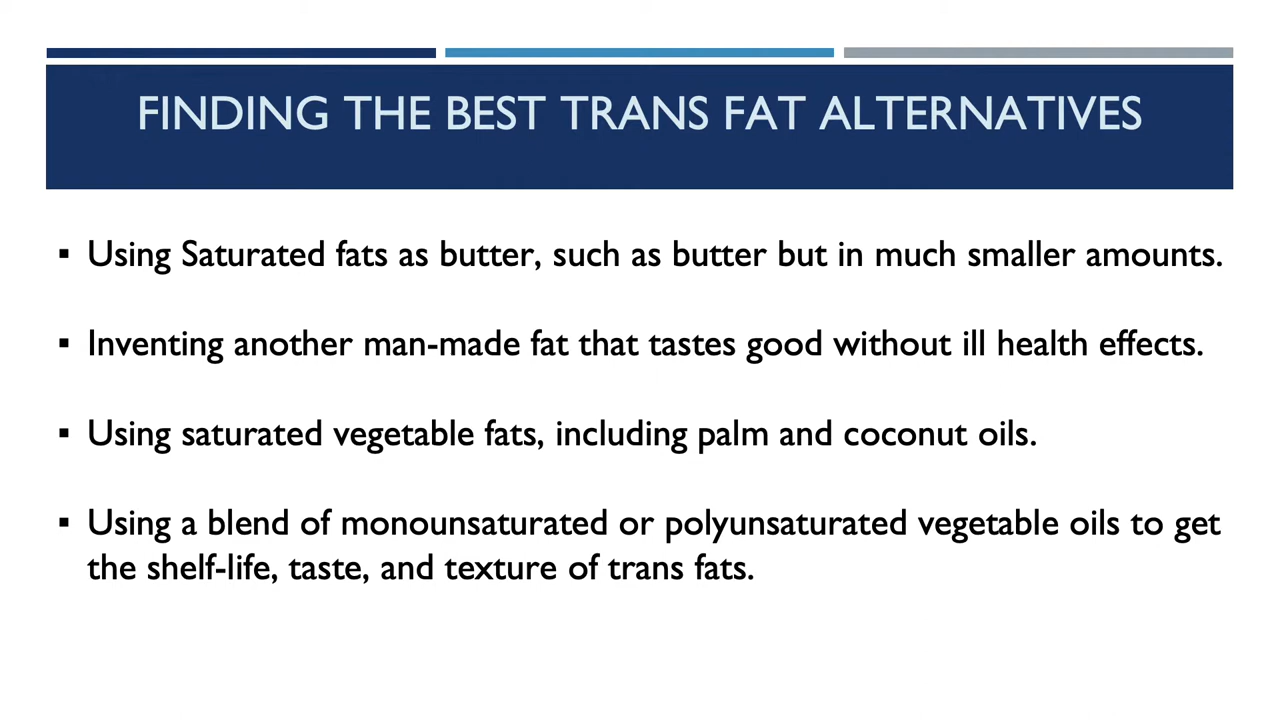 FINDING THE BEST TRANS FAT ALTERNATIVES
▪ Using Saturated fats as butter, such as butter but in much smaller amounts.
▪ Inventing another man-made fat that tastes good without ill health effects.
▪ Using saturated vegetable fats, including palm and coconut oils.
▪ Using a blend of monounsaturated or polyunsaturated vegetable oils to get
the shelf-life, taste, and texture of trans fats.